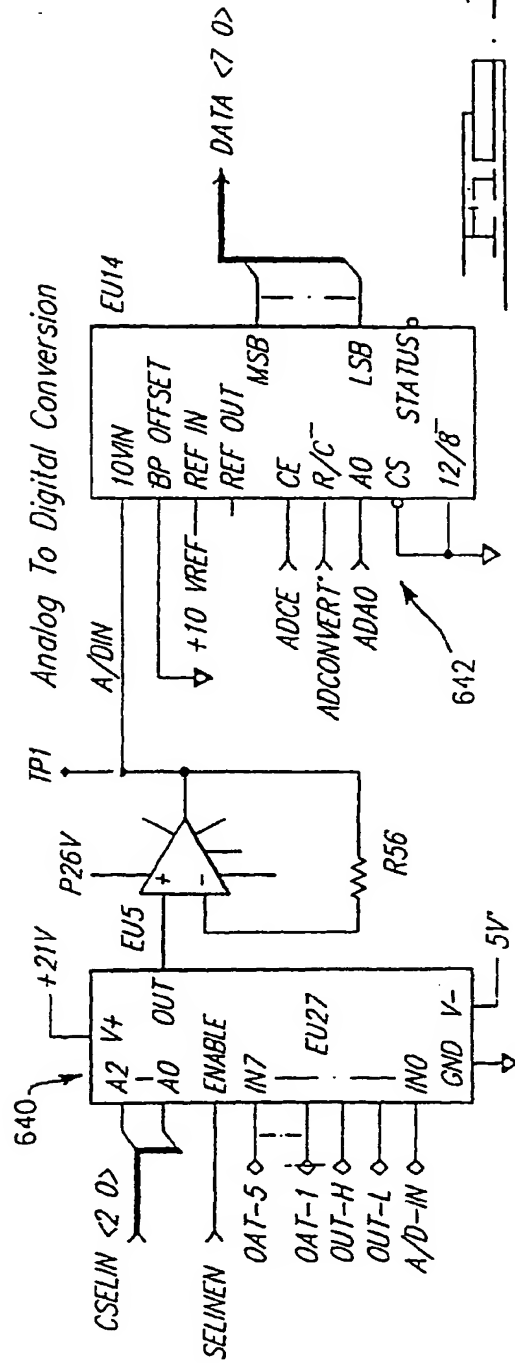 Analog To Digital Conversion
640
CSELIN <2 0>
SELINEN
OAT-5
OAT-1
OUT-H
OUT-L
A/D-IN
+21V
A2 V+
A0
OUT
ENABLE
IN7
EU27
IN0
GND V-
5V"
EU5
P26V
+
-
R56
TP1
A/DIN
+10 VREF
ADCE
ADCONVERT*
ADA0
642
EU14
10VIN
BP OFFSET
REF IN
REF OUT
CE
R/C
A0
CS
12/8
MSB
LSB
STATUS
DATA <7 0>